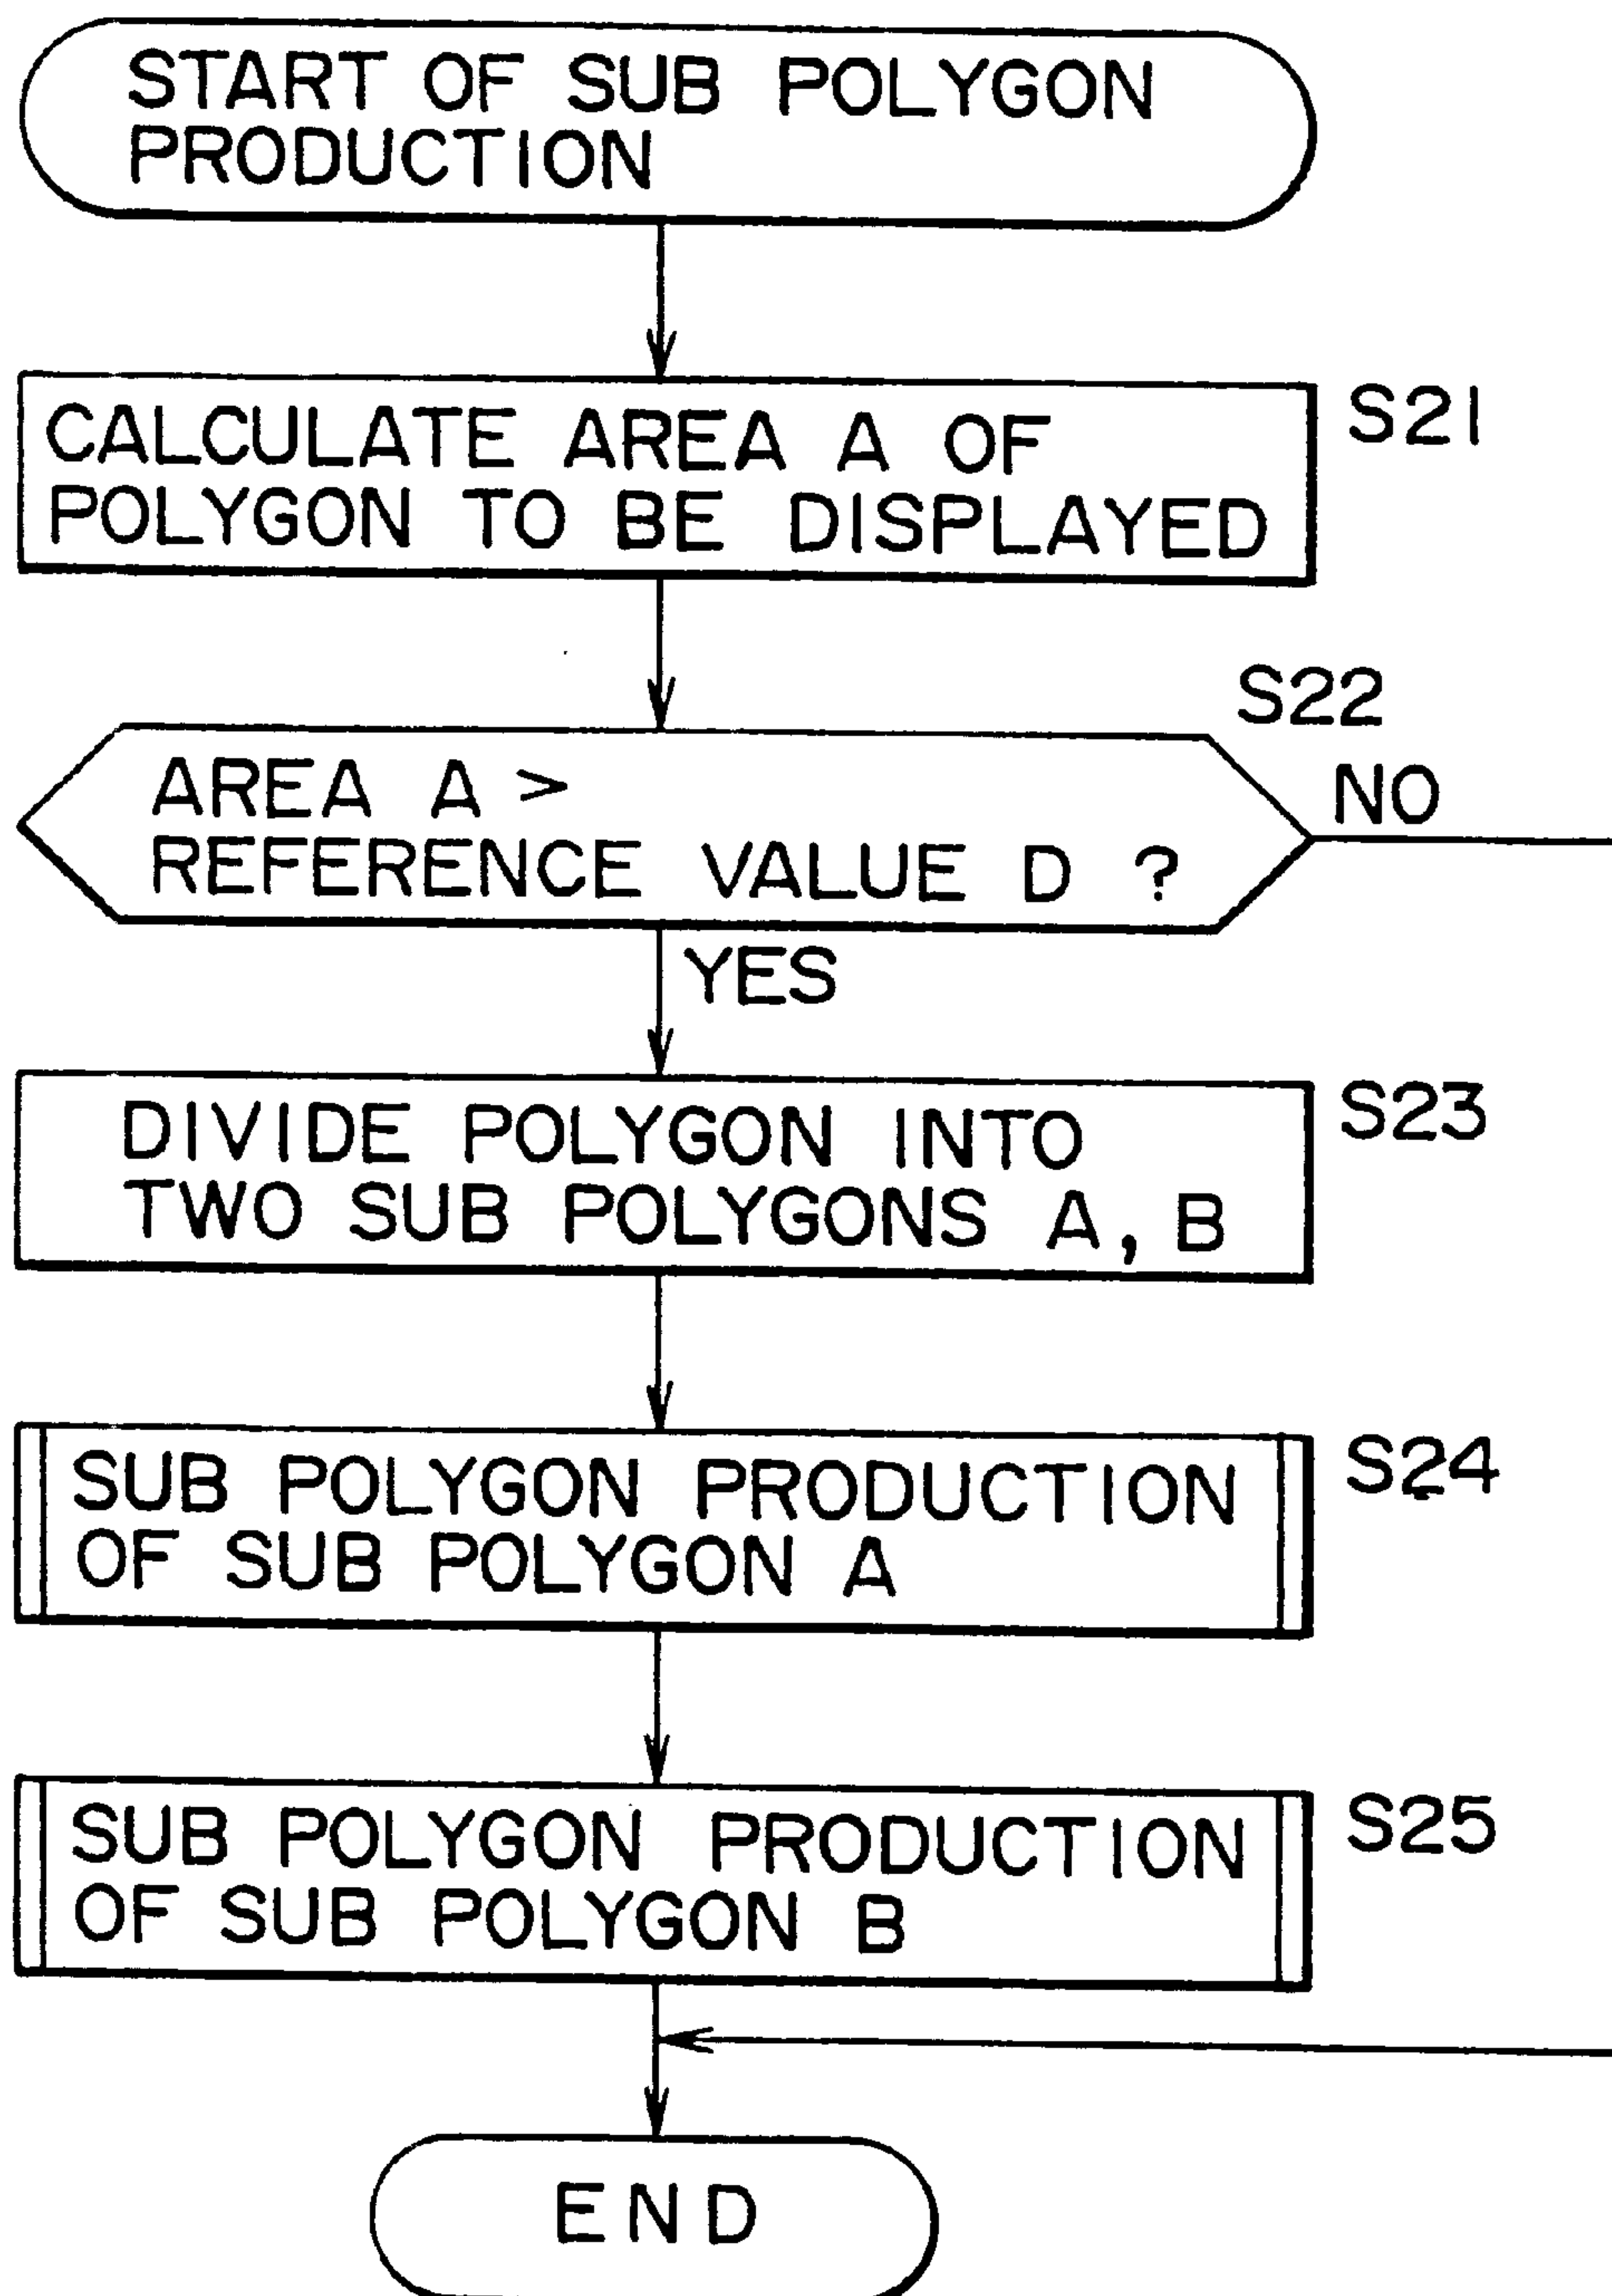 START OF SUB POLYGON
PRODUCTION
CALCULATE AREA A OF
POLYGON TO BE DISPLAYED
S21
S22
AREA A >
REFERENCE VALUE D ?
NO
YES
DIVIDE POLYGON INTO
TWO SUB POLYGONS A, B
S23
SUB POLYGON PRODUCTION
OF SUB POLYGON A
S24
SUB POLYGON PRODUCTION
OF SUB POLYGON B
S25
END